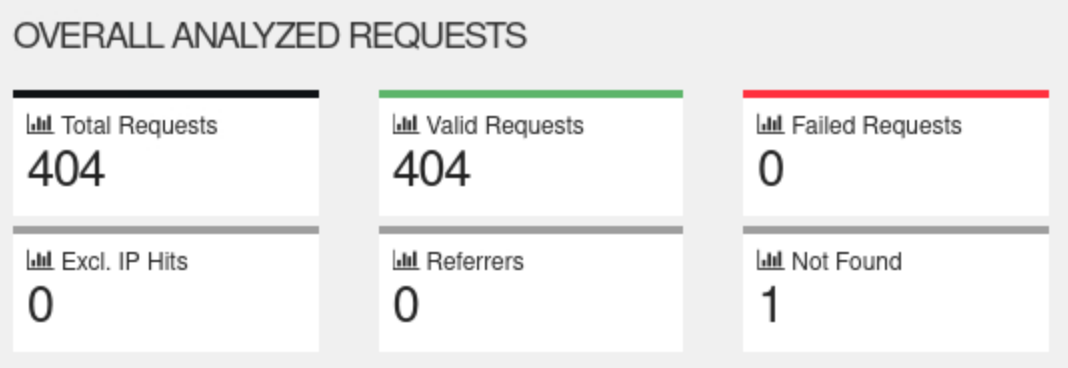 OVERALL ANALYZED REQUESTS
Total Requests
404
Valid Requests
404
Failed Requests
0
Excl. IP Hits
0
Referrers
0
Not Found
1